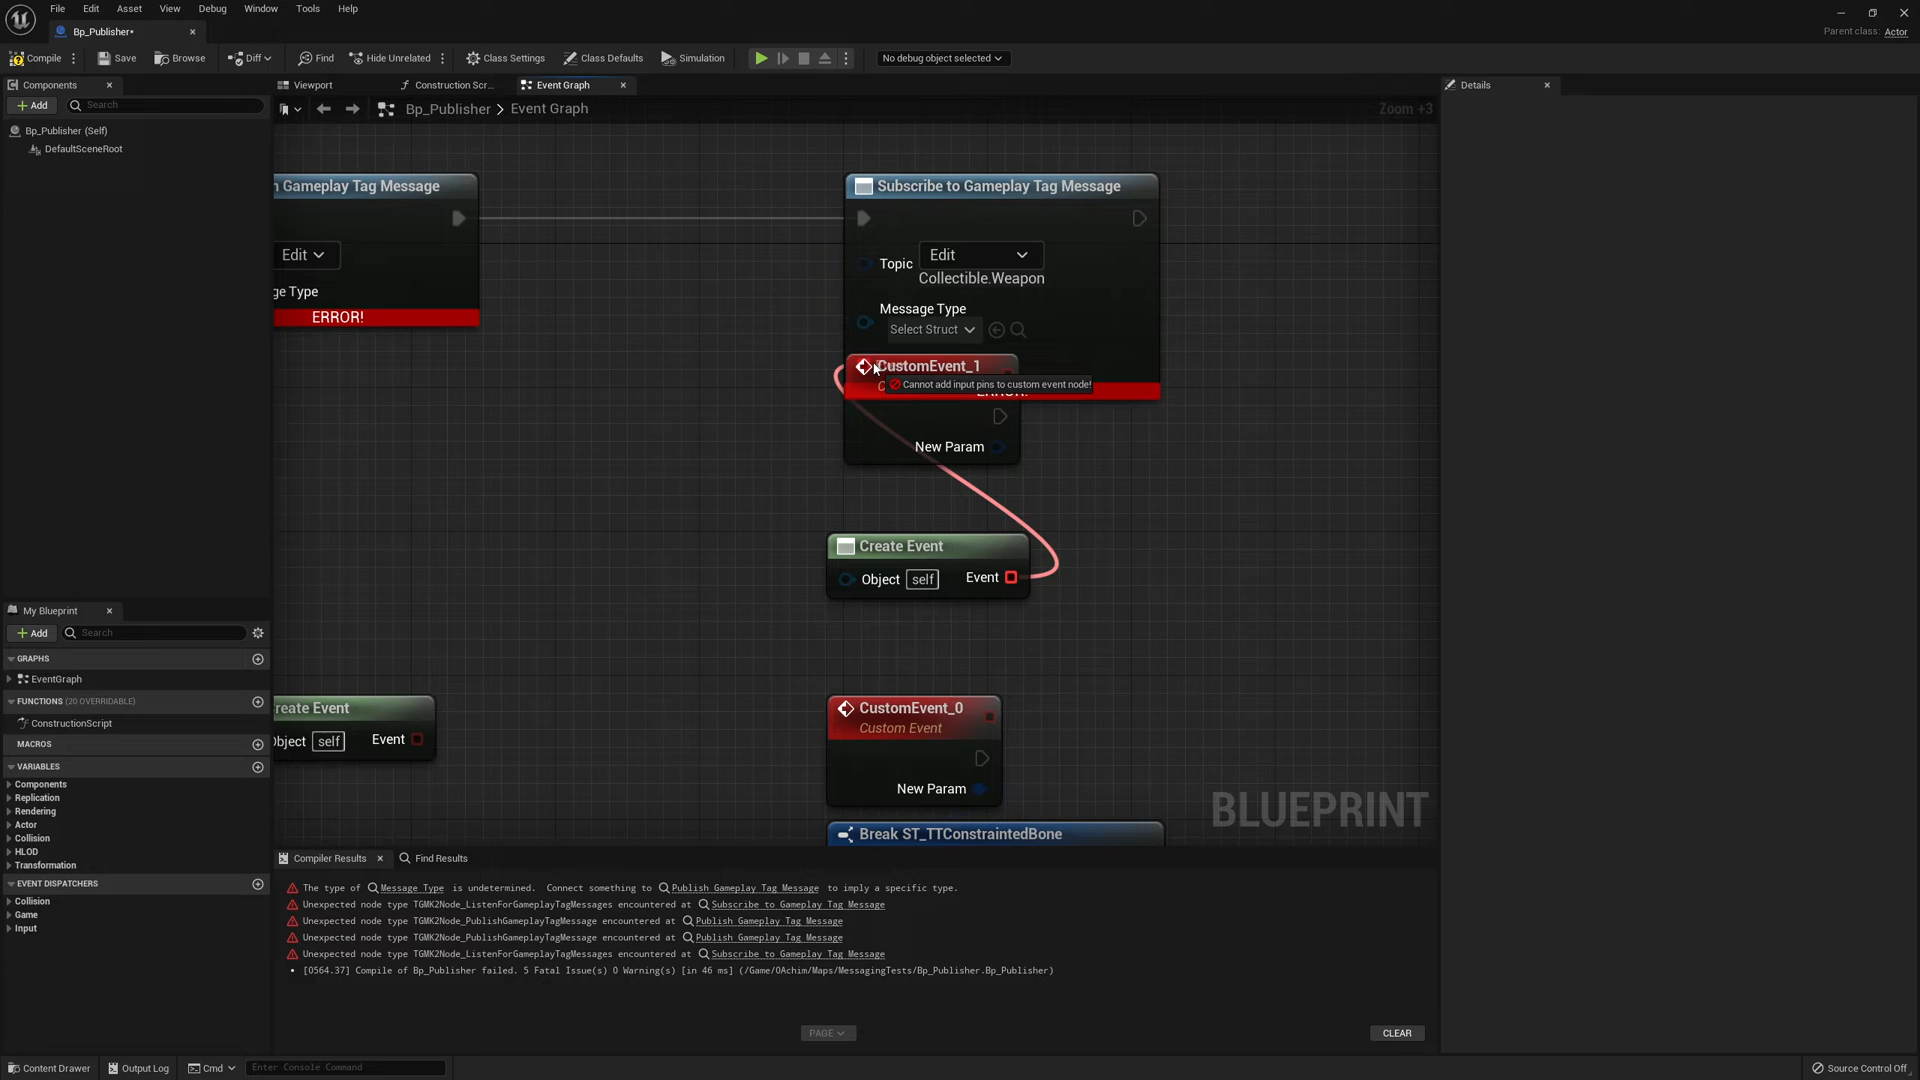 File Edit Asset View Debug Window Tools Help
Bp_Publisher*
Parent class: Actor
Compile Save Browse Diff Find Hide Unrelated Class Settings Class Defaults Simulation No debug object selected
Components
Viewport Construction Scr... Event Graph
Details
Add Search
Bp_Publisher > Event Graph
Zoom +3
Bp_Publisher (Self)
DefaultSceneRoot
Gameplay Tag Message
Edit
ge Type
ERROR!
Subscribe to Gameplay Tag Message
Topic Edit
Collectible.Weapon
Message Type
Select Struct
CustomEvent_1
Cannot add input pins to custom event node!
New Param
Create Event
Object self Event
CustomEvent_0
Custom Event
New Param
reate Event
Object self Event
Break ST_TTConstraintedBone
BLUEPRINT
My Blueprint
Add Search
GRAPHS
EventGraph
FUNCTIONS (20 OVERRIDABLE)
ConstructionScript
MACROS
VARIABLES
Components
Replication
Rendering
Actor
Collision
HLOD
Transformation
EVENT DISPATCHERS
Collision
Game
Input
Compiler Results Find Results
The type of Message Type is undetermined. Connect something to Publish Gameplay Tag Message to imply a specific type.
Unexpected node type TGMK2Node_ListenForGameplayTagMessages encountered at Subscribe to Gameplay Tag Message
Unexpected node type TGMK2Node_PublishGameplayTagMessage encountered at Publish Gameplay Tag Message
Unexpected node type TGMK2Node_PublishGameplayTagMessage encountered at Publish Gameplay Tag Message
Unexpected node type TGMK2Node_ListenForGameplayTagMessages encountered at Subscribe to Gameplay Tag Message
[0564.37] Compile of Bp_Publisher failed. 5 Fatal Issue(s) 0 Warning(s) [in 46 ms] (/Game/0Achim/Maps/MessagingTests/Bp_Publisher.Bp_Publisher)
PAGE
CLEAR
Content Drawer Output Log Cmd Enter Console Command
Source Control Off